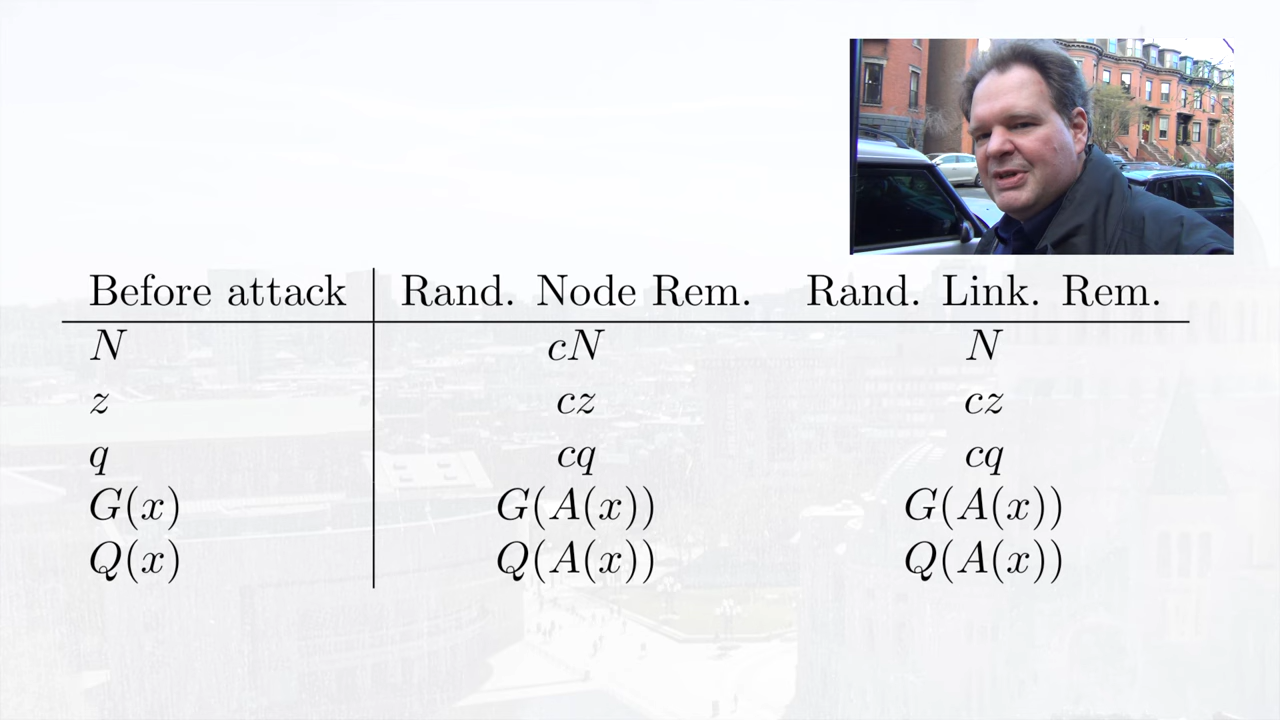 Before attack Rand. Node Rem. Rand. Link. Rem.
N cN N
z cz cz
q cq cq
G(x) G(A(x)) G(A(x))
Q(x) Q(A(x)) Q(A(x))